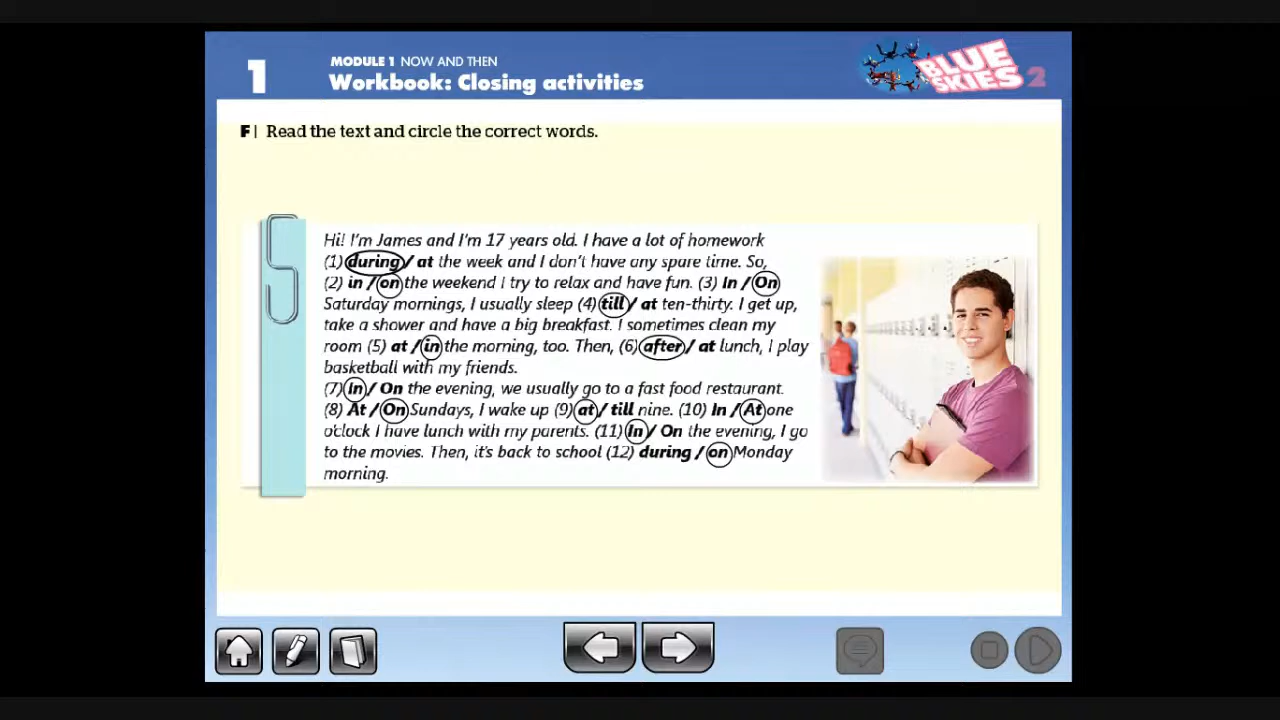 1
MODULE 1 NOW AND THEN
Workbook: Closing activities
BLUE
SKIES 2
F| Read the text and circle the correct words.
Hi! I'm James and I'm 17 years old. I have a lot of homework
(1) during / at the week and I don't have any spare time. So,
(2) in / on the weekend I try to relax and have fun. (3) In / On
Saturday mornings, I usually sleep (4) till / at ten-thirty. I get up,
take a shower and have a big breakfast. I sometimes clean my
room (5) at / in the morning, too. Then, (6) after / at lunch, I play
basketball with my friends.
(7) In / On the evening, we usually go to a fast food restaurant.
(8) At / On Sundays, I wake up (9) at / till nine. (10) In / At one
o'clock I have lunch with my parents. (11) In / On the evening, I go
to the movies. Then, it's back to school (12) during / on Monday
morning.